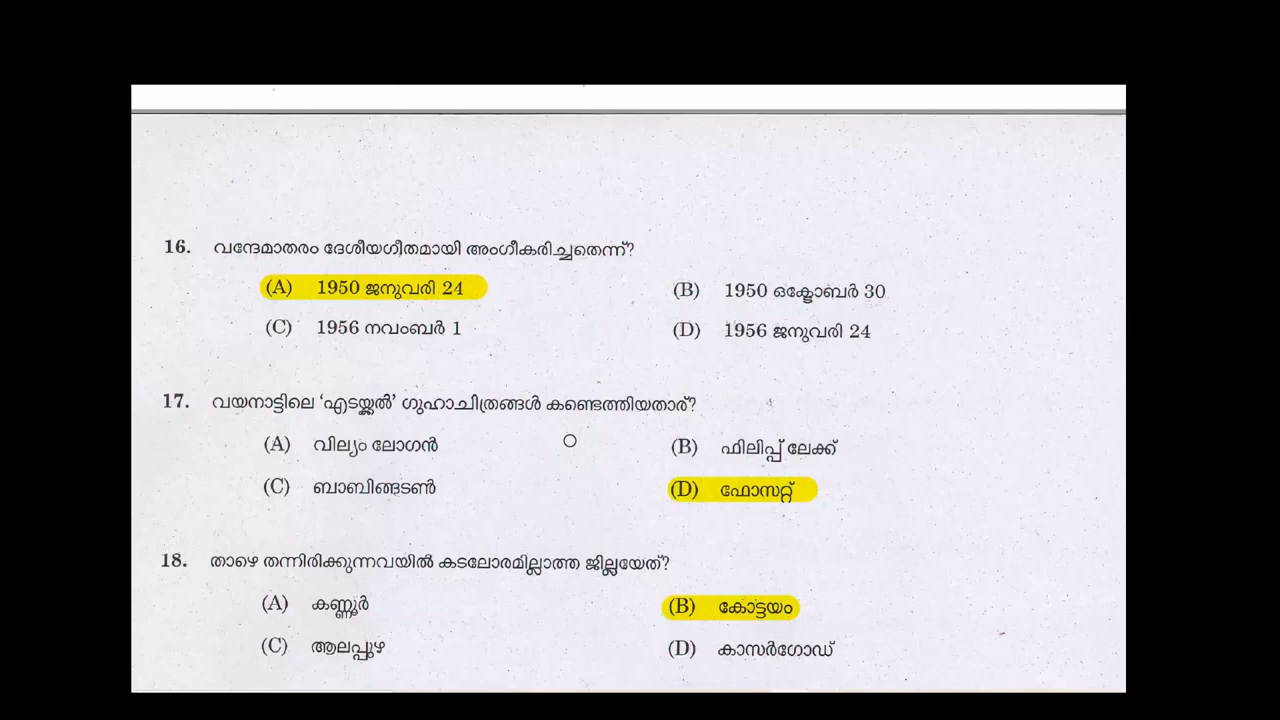 16. വന്ദേമാതരം ദേശീയഗീതമായി അംഗീകരിച്ചതെന്ന്?
(A) 1950 ജനുവരി 24 (B) 1950 ഒക്ടോബർ 30
(C) 1956 നവംബർ 1 (D) 1956 ജനുവരി 24
17. വയനാട്ടിലെ 'എടയ്ക്കൽ' ഗുഹാചിത്രങ്ങൾ കണ്ടെത്തിയതാര്?
(A) വില്യം ലോഗൻ (B) ഫിലിപ്പ് ലേക്ക്
(C) ബാബിങ്ങടൺ (D) ഫോസറ്റ്
18. താഴെ തന്നിരിക്കുന്നവയിൽ കടലോരമില്ലാത്ത ജില്ലയേത്?
(A) കണ്ണൂർ (B) കോട്ടയം
(C) ആലപ്പുഴ (D) കാസർഗോഡ്